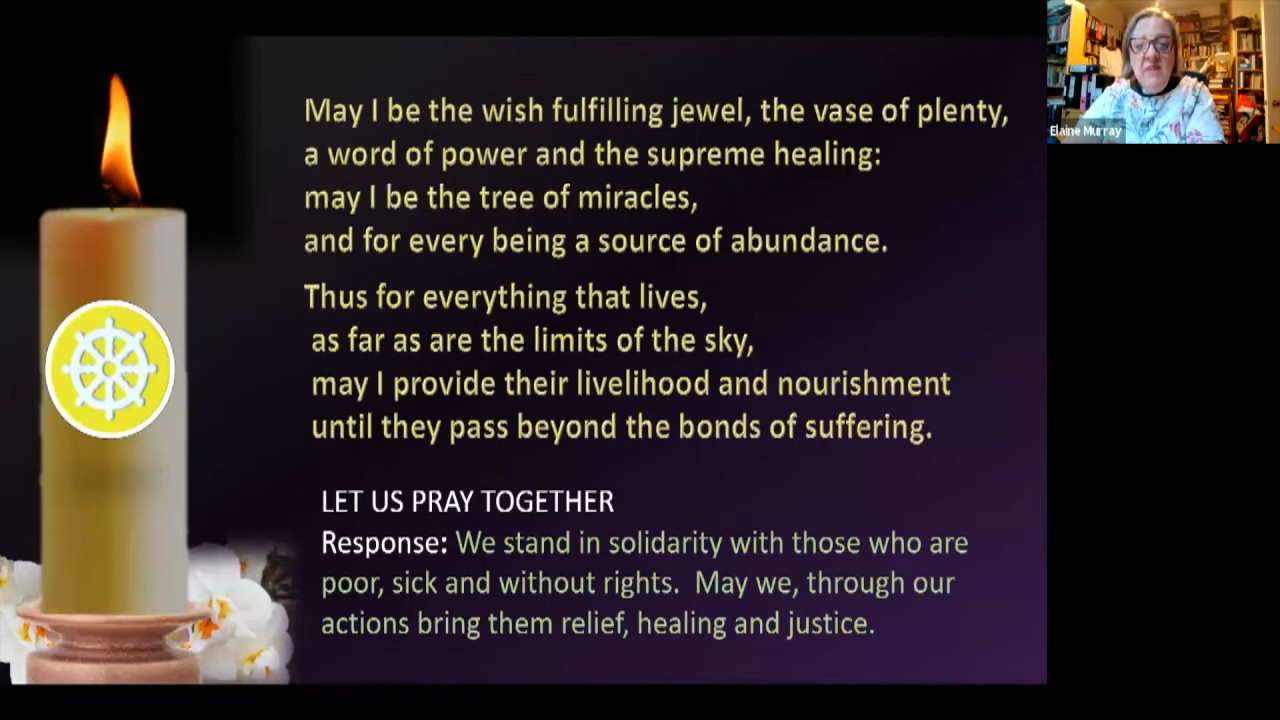 May I be the wish fulfilling jewel, the vase of plenty,
a word of power and the supreme healing:
may I be the tree of miracles,
and for every being a source of abundance.
Thus for everything that lives,
as far as are the limits of the sky,
may I provide their livelihood and nourishment
until they pass beyond the bonds of suffering.
LET US PRAY TOGETHER
Response: We stand in solidarity with those who are
poor, sick and without rights.  May we, through our
actions bring them relief, healing and justice.
Elaine Murray